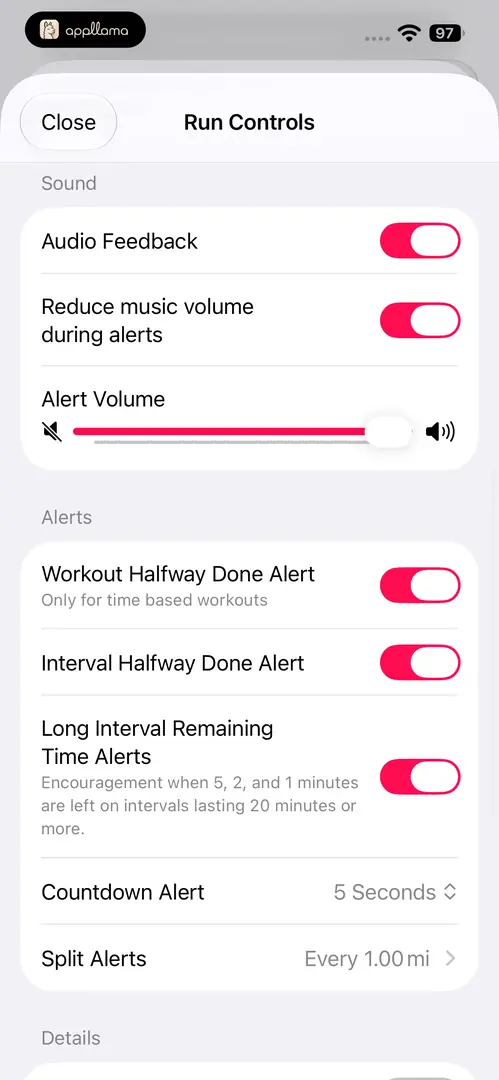 appllama
97
Close
Run Controls
Sound
Audio Feedback
Reduce music volume
during alerts
Alert Volume
Alerts
Workout Halfway Done Alert
Only for time based workouts
Interval Halfway Done Alert
Long Interval Remaining
Time Alerts
Encouragement when 5, 2, and 1 minutes
are left on intervals lasting 20 minutes or
more.
Countdown Alert
5 Seconds
Split Alerts
Every 1.00 mi
Details